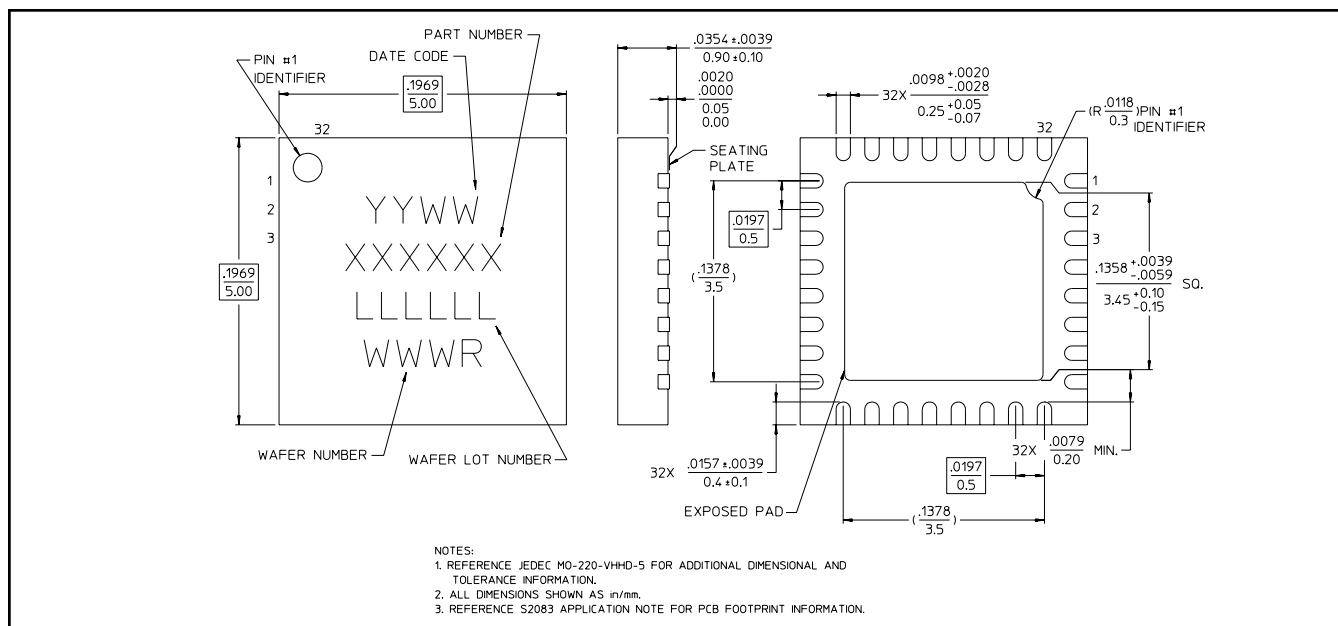 PART NUMBER
DATE CODE
PIN #1
IDENTIFIER
.1969
5.00
32
.1969
5.00
1
2
3
YYWW
XXXXXX
LLLLLL
WWWR
WAFER NUMBER
WAFER LOT NUMBER
.0354±.0039
0.90±0.10
.0020
.0000
0.05
0.00
SEATING
PLATE
32X .0098 +.0020 -.0028
0.25 +0.05 -0.07
32
(R .0118 / 0.3) PIN #1
IDENTIFIER
.0197
0.5
(.1378 / 3.5)
1
2
3
.1358 +.0039 -.0059
3.45 +0.10 -0.15
SQ.
32X .0157±.0039
0.4±0.1
EXPOSED PAD
32X .0079 / 0.20 MIN.
.0197
0.5
(.1378 / 3.5)
NOTES:
1. REFERENCE JEDEC MO-220-VHHD-5 FOR ADDITIONAL DIMENSIONAL AND
TOLERANCE INFORMATION.
2. ALL DIMENSIONS SHOWN AS in/mm.
3. REFERENCE S2083 APPLICATION NOTE FOR PCB FOOTPRINT INFORMATION.